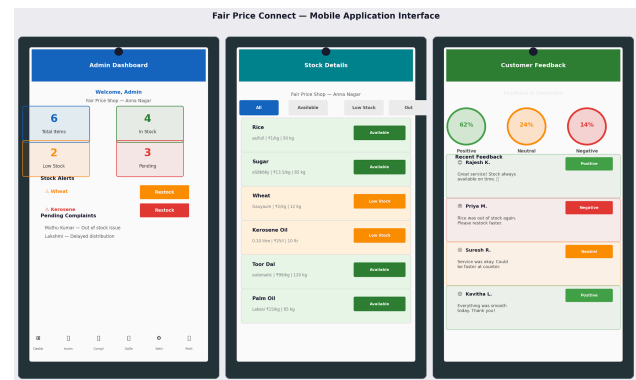 Fair Price Connect — Mobile Application Interface
Admin Dashboard
Welcome, Admin
Fair Price Shop — Anna Nagar
6
Total Items
4
In Stock
2
Low Stock
3
Pending
Stock Alerts
⚠ Wheat
Restock
⚠ Kerosene
Restock
Pending Complaints
Muthu Kumar — Out of stock issue
Lakshmi — Delayed distribution
Stock Details
Fair Price Shop — Anna Nagar
All
Available
Low Stock
Out
Rice
Available
Sugar
Available
Wheat
Low Stock
Kerosene Oil
Low Stock
Toor Dal
Available
Palm Oil
Available
Customer Feedback
62%
24%
14%
Positive
Neutral
Negative
Recent Feedback
Rajesh K.
Positive
Great service! Stock always
available on time.
Priya M.
Negative
Rice was out of stock again.
Please restock faster.
Suresh R.
Neutral
Service was okay. Could
be faster at counter.
Kavitha L.
Positive
Everything was smooth
today. Thank you!